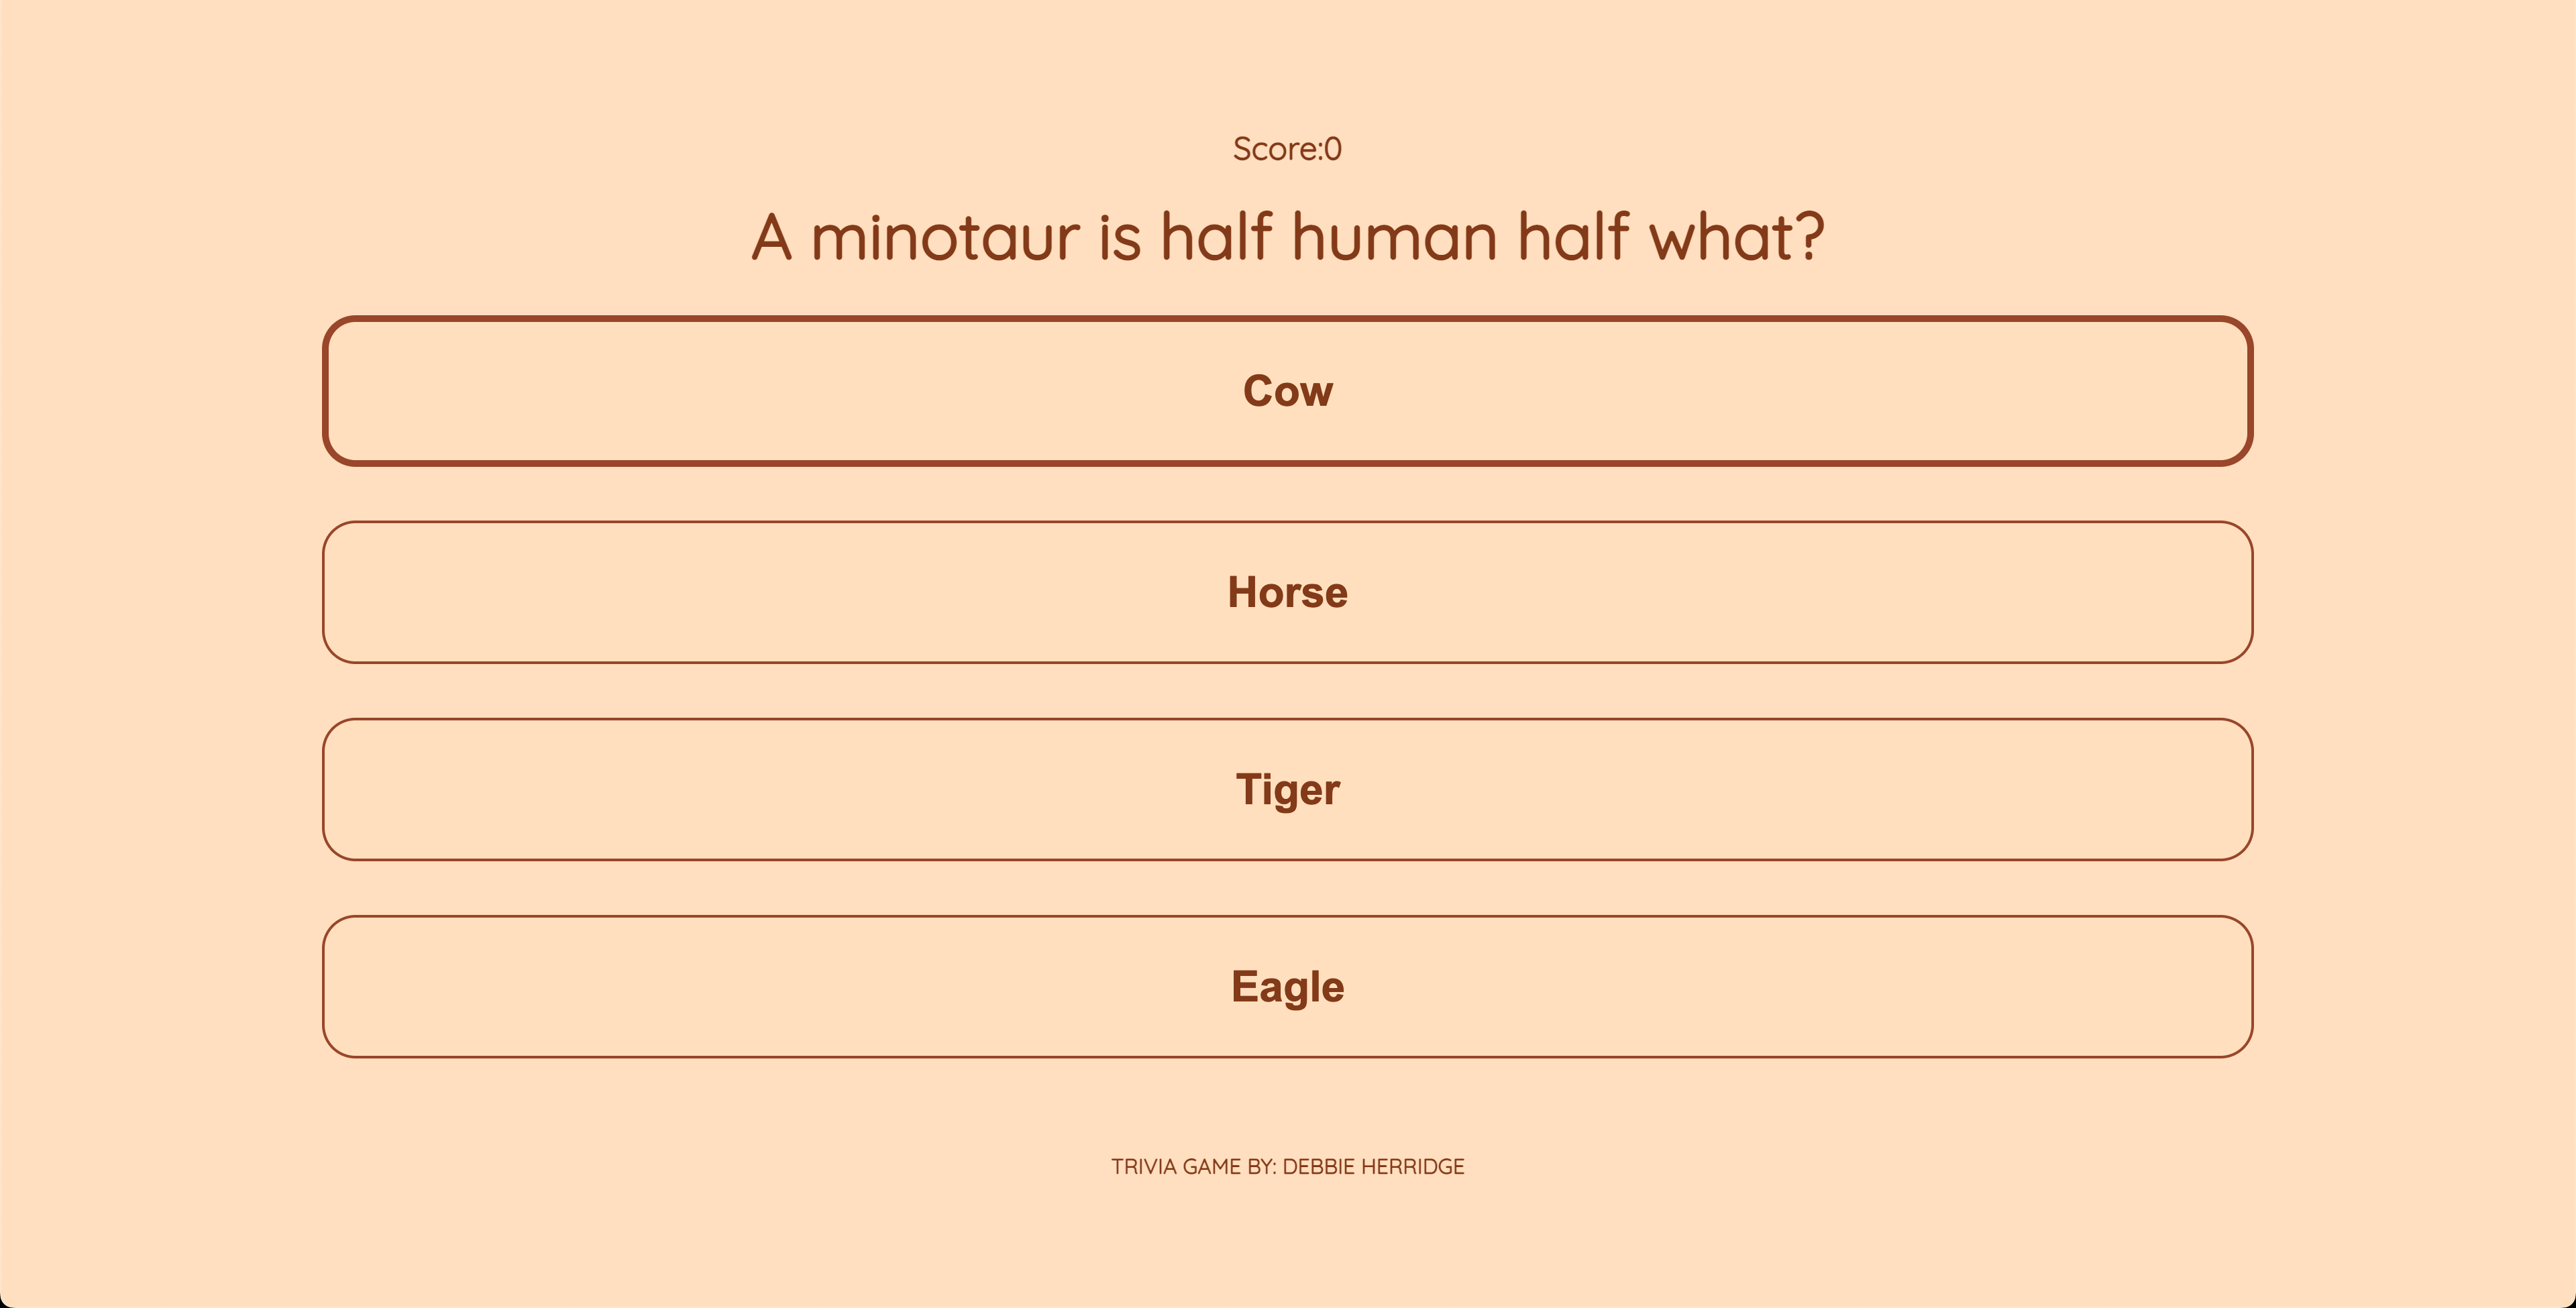 Score:0
A minotaur is half human half what?
Cow
Horse
Tiger
Eagle
TRIVIA GAME BY: DEBBIE HERRIDGE